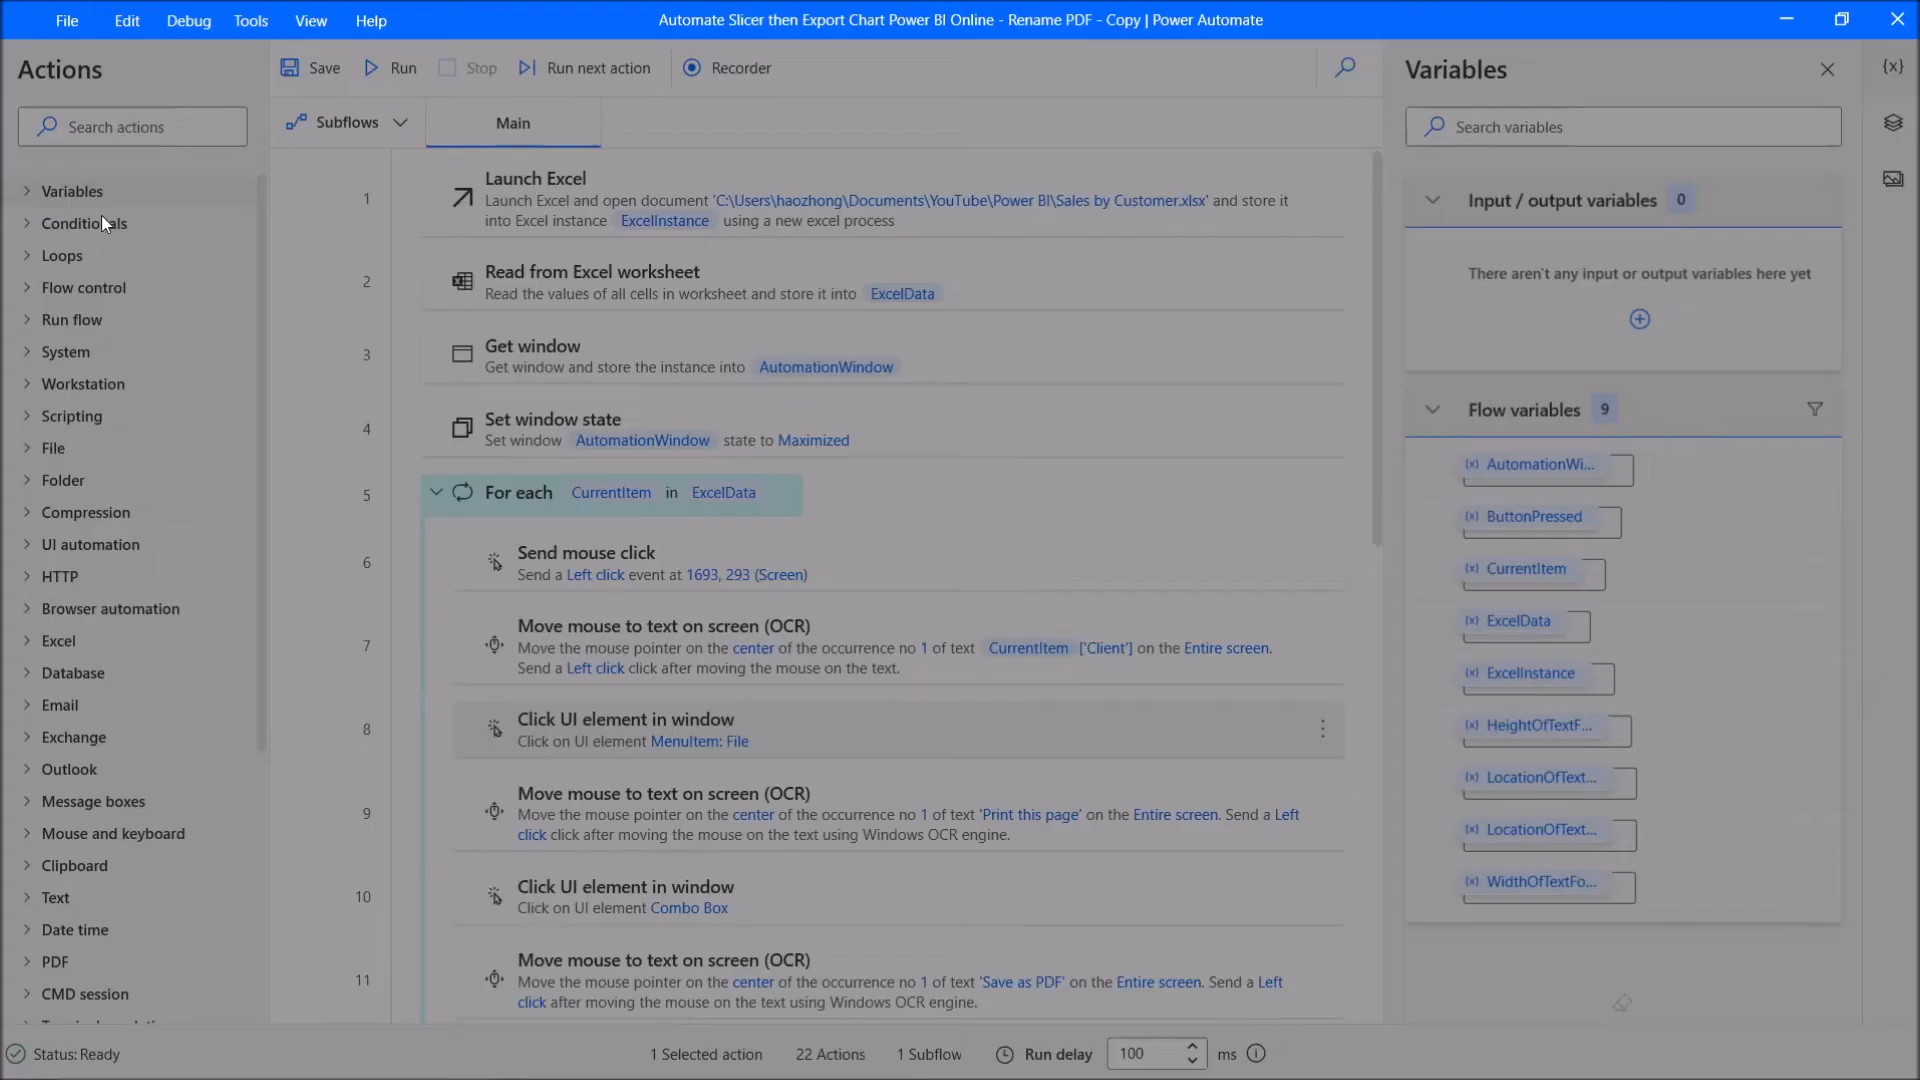 File Edit Debug Tools View Help
Automate Slicer then Export Chart Power BI Online - Rename PDF - Copy | Power Automate
Actions
Search actions
Variables
Conditionals
Loops
Flow control
Run flow
System
Workstation
Scripting
File
Folder
Compression
UI automation
HTTP
Browser automation
Excel
Database
Email
Exchange
Outlook
Message boxes
Mouse and keyboard
Clipboard
Text
Date time
PDF
CMD session
Save Run Stop Run next action Recorder
Subflows Main
1
Launch Excel
Launch Excel and open document 'C:\Users\haozhong\Documents\YouTube\Power BI\Sales by Customer.xlsx' and store it
into Excel instance ExcelInstance using a new excel process
2
Read from Excel worksheet
Read the values of all cells in worksheet and store it into ExcelData
3
Get window
Get window and store the instance into AutomationWindow
4
Set window state
Set window AutomationWindow state to Maximized
5
For each CurrentItem in ExcelData
6
Send mouse click
Send a Left click event at 1693, 293 (Screen)
7
Move mouse to text on screen (OCR)
Move the mouse pointer on the center of the occurrence no 1 of text CurrentItem ['Client'] on the Entire screen.
Send a Left click click after moving the mouse on the text.
8
Click UI element in window
Click on UI element MenuItem: File
9
Move mouse to text on screen (OCR)
Move the mouse pointer on the center of the occurrence no 1 of text 'Print this page' on the Entire screen. Send a Left
click click after moving the mouse on the text using Windows OCR engine.
10
Click UI element in window
Click on UI element Combo Box
11
Move mouse to text on screen (OCR)
Move the mouse pointer on the center of the occurrence no 1 of text 'Save as PDF' on the Entire screen. Send a Left
click after moving the mouse on the text using Windows OCR engine.
Variables
{x}
Search variables
Input / output variables 0
There aren't any input or output variables here yet
Flow variables 9
(x) AutomationWi...
(x) ButtonPressed
(x) CurrentItem
(x) ExcelData
(x) ExcelInstance
(x) HeightOfTextF...
(x) LocationOfText...
(x) LocationOfText...
(x) WidthOfTextFo...
Status: Ready 1 Selected action 22 Actions 1 Subflow Run delay 100 ms